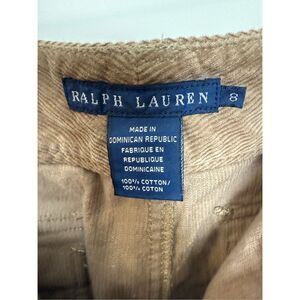 RALPH LAUREN
8
MADE IN
DOMINICAN REPUBLIC
FABRIQUE EN
REPUBLIQUE
DOMINICAINE
100% COTTON/
100% COTON